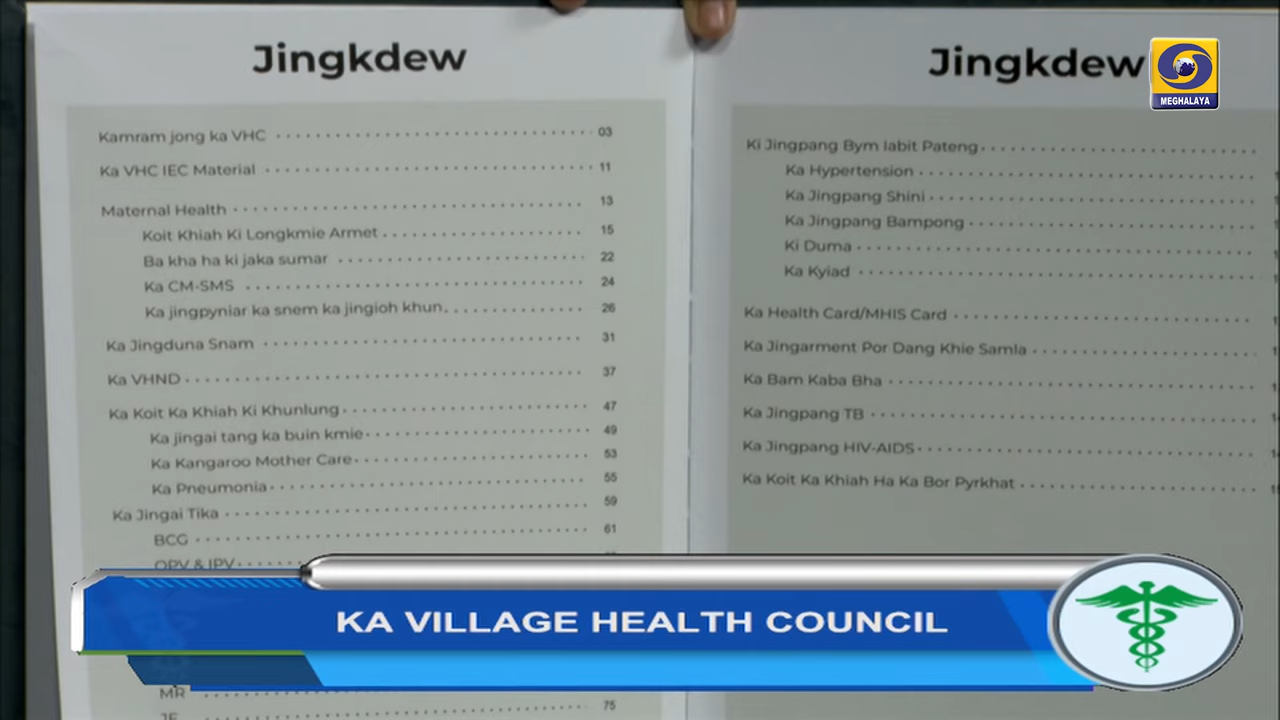 Jingkdew
Kamram jong ka VHC 03
Ka VHC IEC Material 11
Maternal Health 13
Koit Khiah Ki Longkmie Armet 15
Ba kha ha ki jaka sumar 22
Ka CM-SMS 24
Ka jingpyniar ka snem ka jingioh khun 26
Ka Jingduna Snam 31
Ka VHND 37
Ka Koit Ka Khiah Ki Khunlung 47
Ka jingai tang ka buin kmie 49
Ka Kangaroo Mother Care 53
Ka Pneumonia 55
Ka Jingai Tika 59
BCG 61
OPV & IPV
MR
JE 75
Jingkdew
Ki Jingpang Bym Iabit Pateng
Ka Hypertension
Ka Jingpang Shini
Ka Jingpang Bampong
Ki Duma
Ka Kyiad
Ka Health Card/MHIS Card
Ka Jingarment Por Dang Khie Samla
Ka Bam Kaba Bha
Ka Jingpang TB
Ka Jingpang HIV-AIDS
Ka Koit Ka Khiah Ha Ka Bor Pyrkhat
MEGHALAYA
KA VILLAGE HEALTH COUNCIL